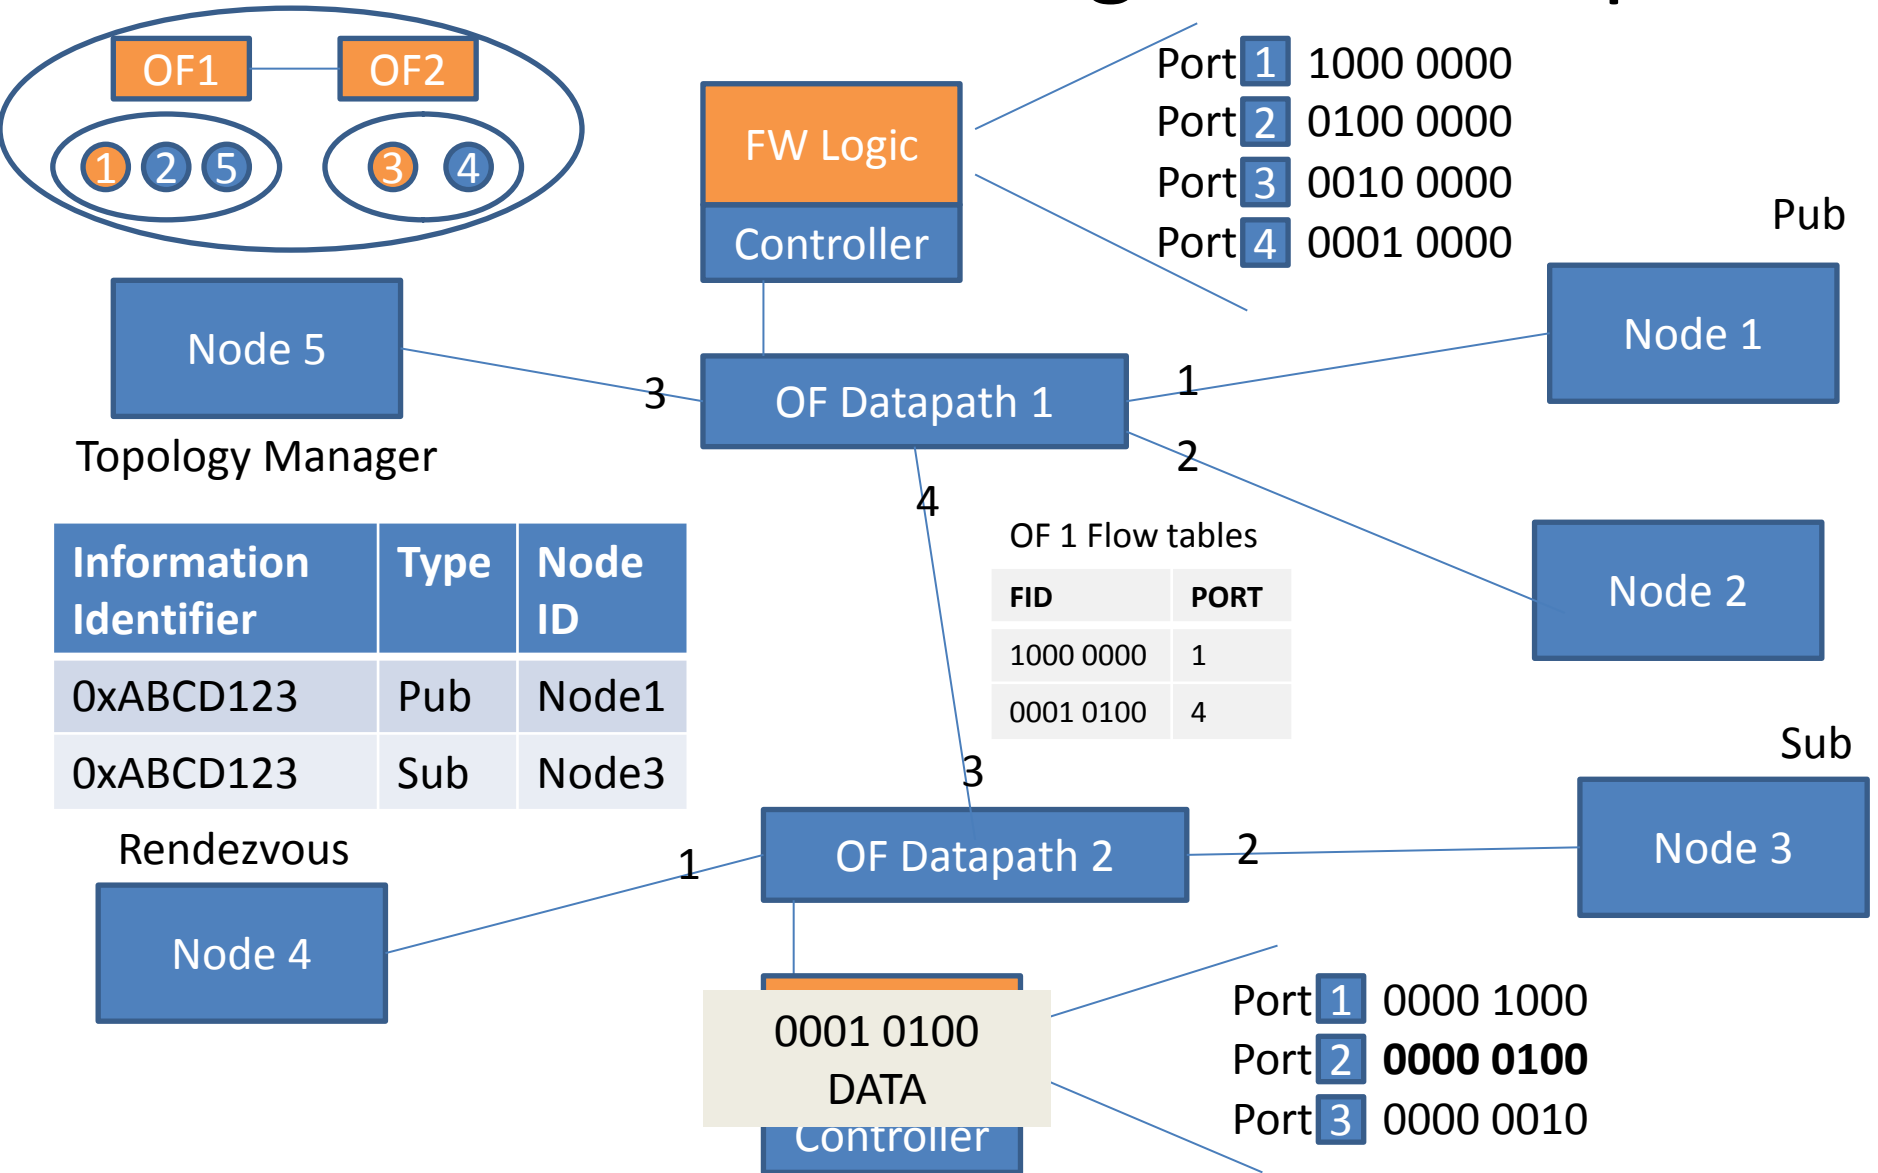 OF1
OF2
1 2 5
3 4
FW Logic
Controller
Port 1 1000 0000
Port 2 0100 0000
Port 3 0010 0000
Port 4 0001 0000
Pub
Node 1
Node 5
Topology Manager
3
OF Datapath 1
1
2
4
Node 2
OF 1 Flow tables
FID PORT
1000 0000 1
0001 0100 4
Information Identifier Type Node ID
0xABCD123 Pub Node1
0xABCD123 Sub Node3
Rendezvous
Node 4
1
3
OF Datapath 2
2
Sub
Node 3
0001 0100
DATA
Controller
Port 1 0000 1000
Port 2 0000 0100
Port 3 0000 0010